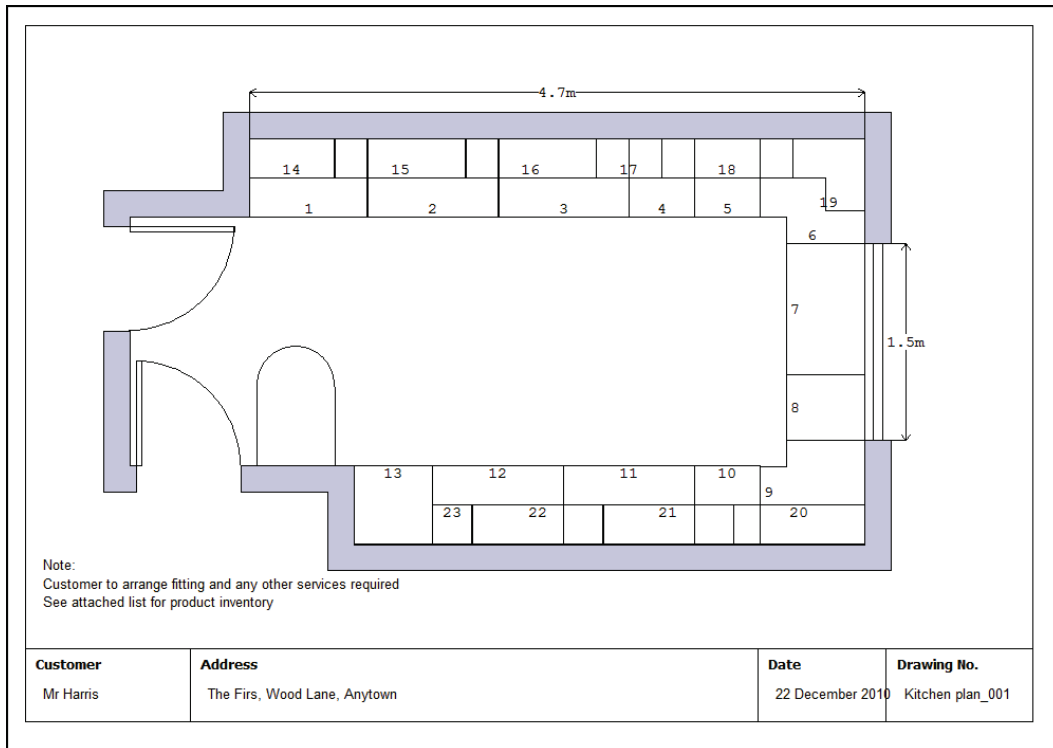 4.7m
14 15 16 17 18
1 2 3 4 5
19
6
7
1.5m
8
13 12 11 10
9
23 22 21 20
Note:
Customer to arrange fitting and any other services required
See attached list for product inventory
Customer Address Date Drawing No.
Mr Harris The Firs, Wood Lane, Anytown 22 December 2010 Kitchen plan_001